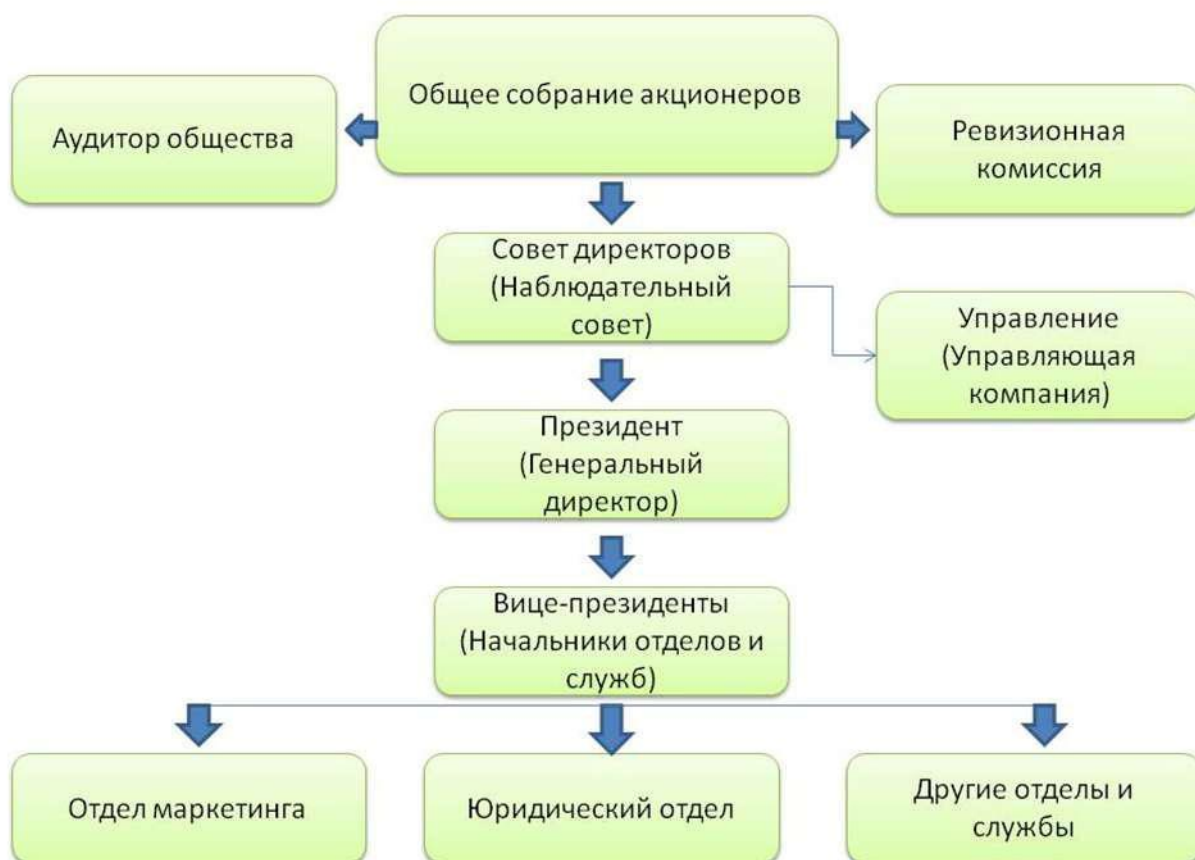 Общее собрание акционеров
Аудитор общества
Ревизионная
комиссия
Совет директоров
(Наблюдательный
совет)
Управление
(Управляющая
компания)
Президент
(Генеральный
директор)
Вице-президенты
(Начальники отделов и
служб)
Отдел маркетинга
Юридический отдел
Другие отделы и
службы